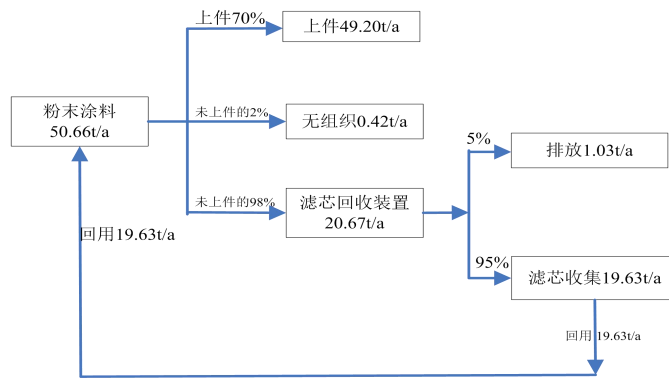 上件70%
上件49.20t/a
粉末涂料
50.66t/a
未上件的2%
无组织0.42t/a
5%
排放1.03t/a
未上件的98%
滤芯回收装置
20.67t/a
回用19.63t/a
95%
滤芯收集19.63t/a
回用 19.63t/a